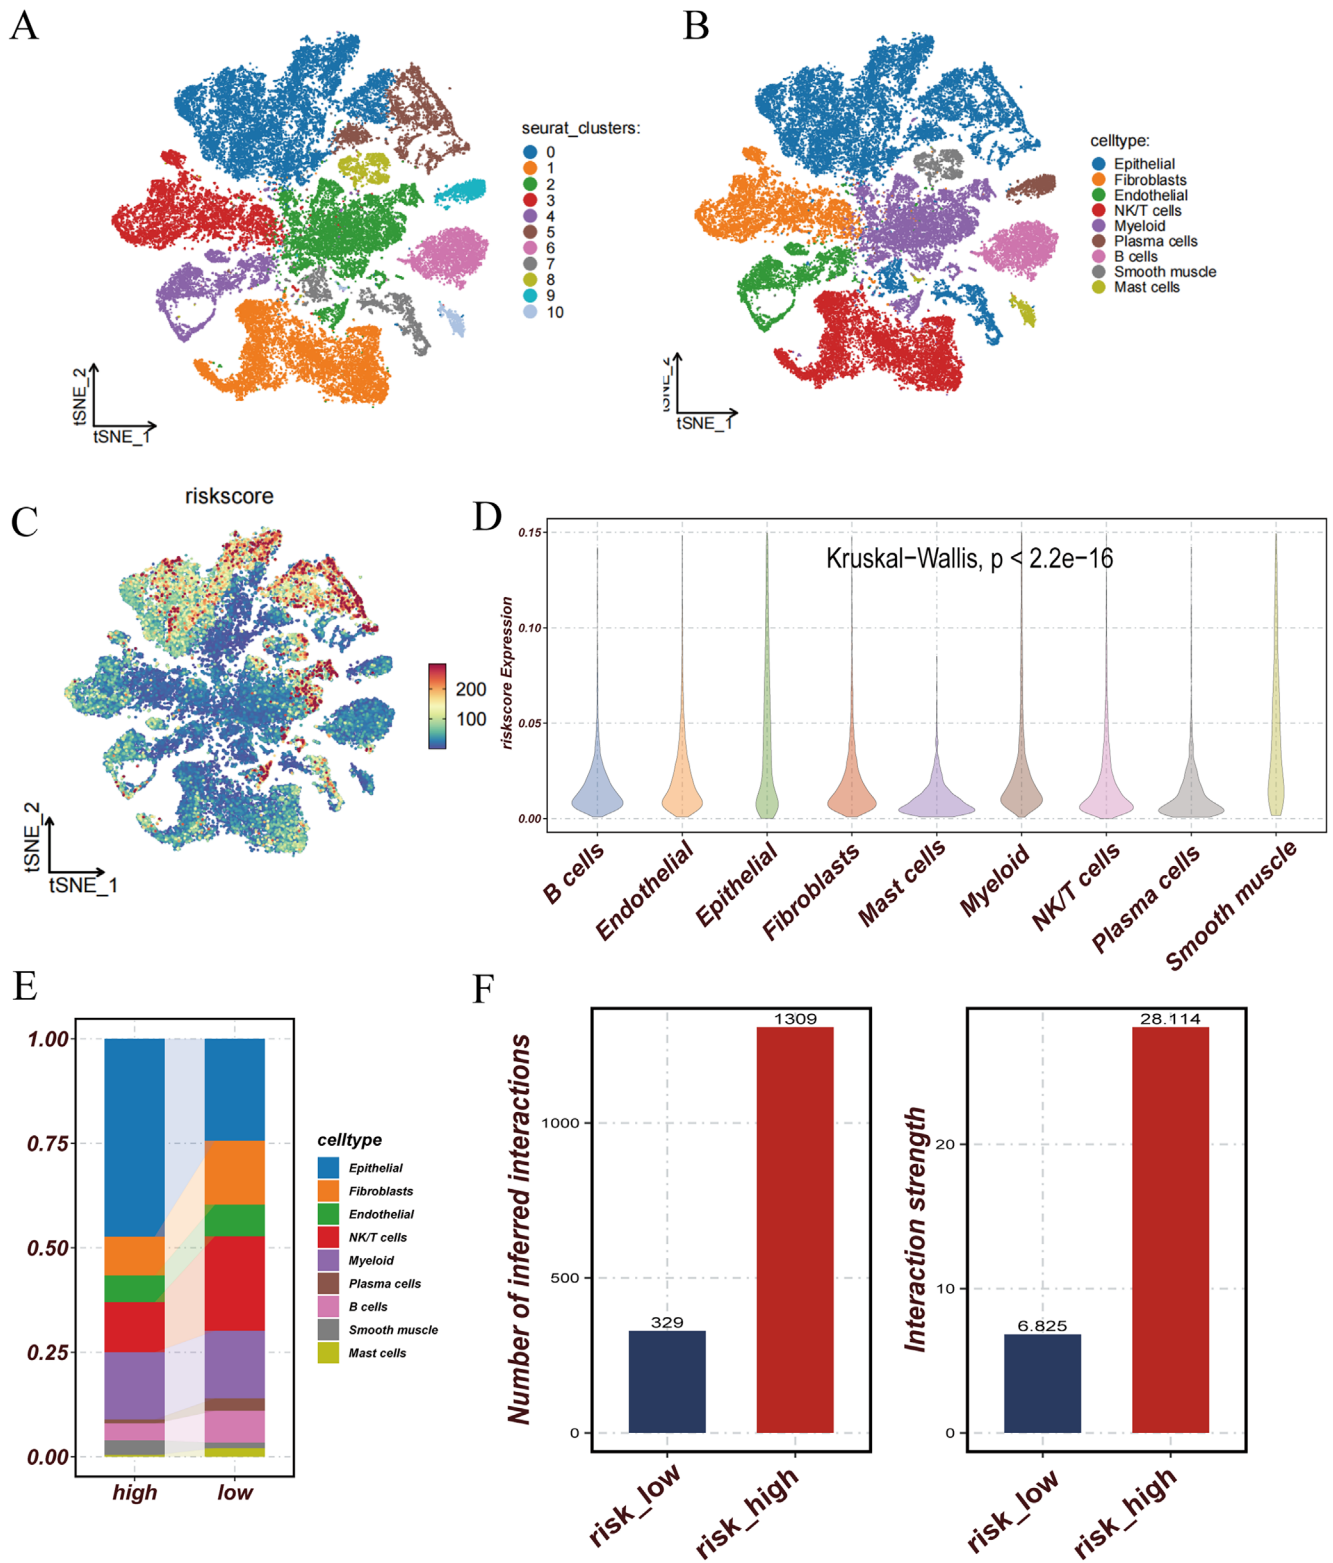 A
B
seurat_clusters:
0
1
2
3
4
5
6
7
8
9
10
tSNE_2
tSNE_1
celltype:
Epithelial
Fibroblasts
Endothelial
NK/T cells
Myeloid
Plasma cells
B cells
Smooth muscle
Mast cells
tSNE_2
tSNE_1
C
riskscore
200
100
tSNE_2
tSNE_1
D
riskscore Expression
0.15
0.10
0.05
0.00
Kruskal−Wallis, p < 2.2e−16
B cells
Endothelial
Epithelial
Fibroblasts
Mast cells
Myeloid
NK/T cells
Plasma cells
Smooth muscle
E
1.00
0.75
0.50
0.25
0.00
high
low
celltype
Epithelial
Fibroblasts
Endothelial
NK/T cells
Myeloid
Plasma cells
B cells
Smooth muscle
Mast cells
F
Number of inferred interactions
1000
500
0
329
1309
risk_low
risk_high
Interaction strength
20
10
0
6.825
28.114
risk_low
risk_high